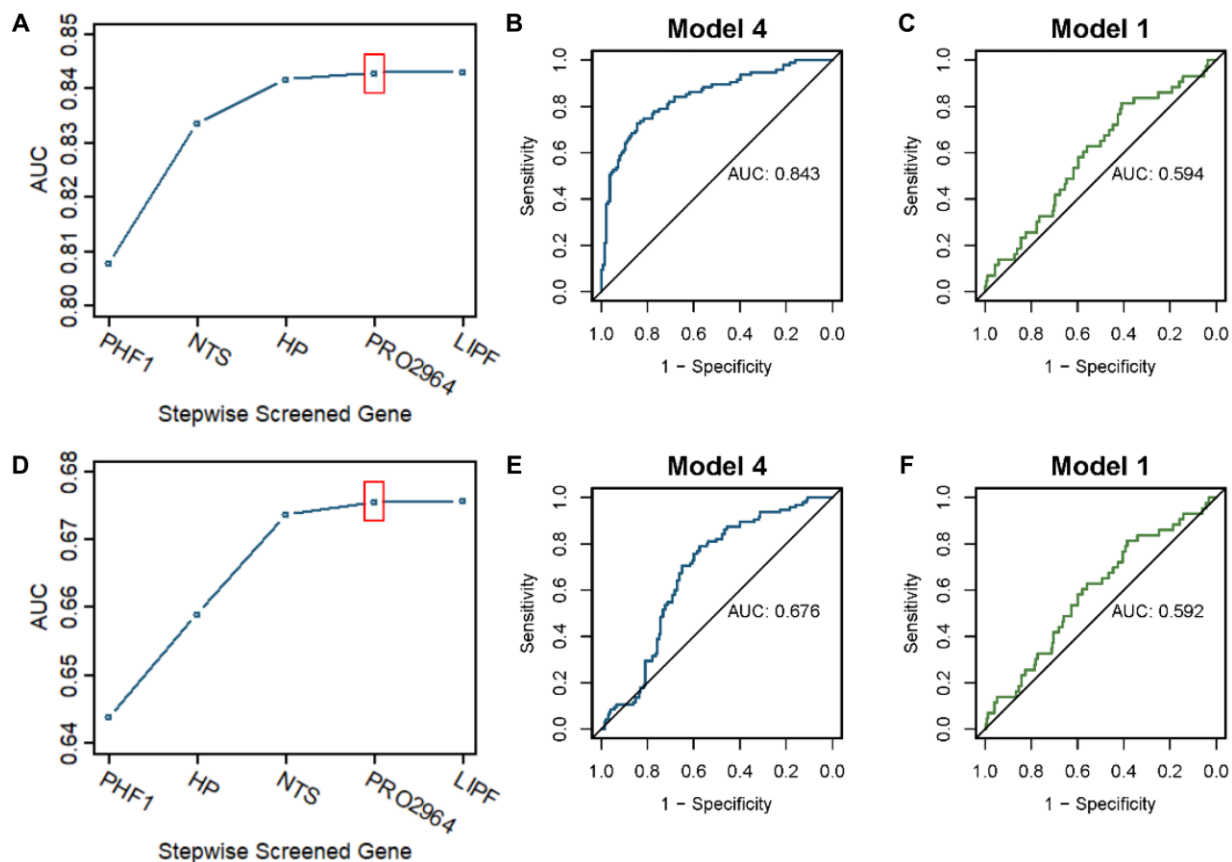 A
AUC
0.85
0.84
0.83
0.82
0.81
0.80
PHF1
NTS
HP
PRO2964
LIPF
Stepwise Screened Gene
B
Model 4
Sensitivity
1.0
0.8
0.6
0.4
0.2
0.0
AUC: 0.843
1.0 0.8 0.6 0.4 0.2 0.0
1 − Specificity
C
Model 1
Sensitivity
1.0
0.8
0.6
0.4
0.2
0.0
AUC: 0.594
1.0 0.8 0.6 0.4 0.2 0.0
1 − Specificity
D
AUC
0.68
0.67
0.66
0.65
0.64
PHF1
HP
NTS
PRO2964
LIPF
Stepwise Screened Gene
E
Model 4
Sensitivity
1.0
0.8
0.6
0.4
0.2
0.0
AUC: 0.676
1.0 0.8 0.6 0.4 0.2 0.0
1 − Specificity
F
Model 1
Sensitivity
1.0
0.8
0.6
0.4
0.2
0.0
AUC: 0.592
1.0 0.8 0.6 0.4 0.2 0.0
1 − Specificity